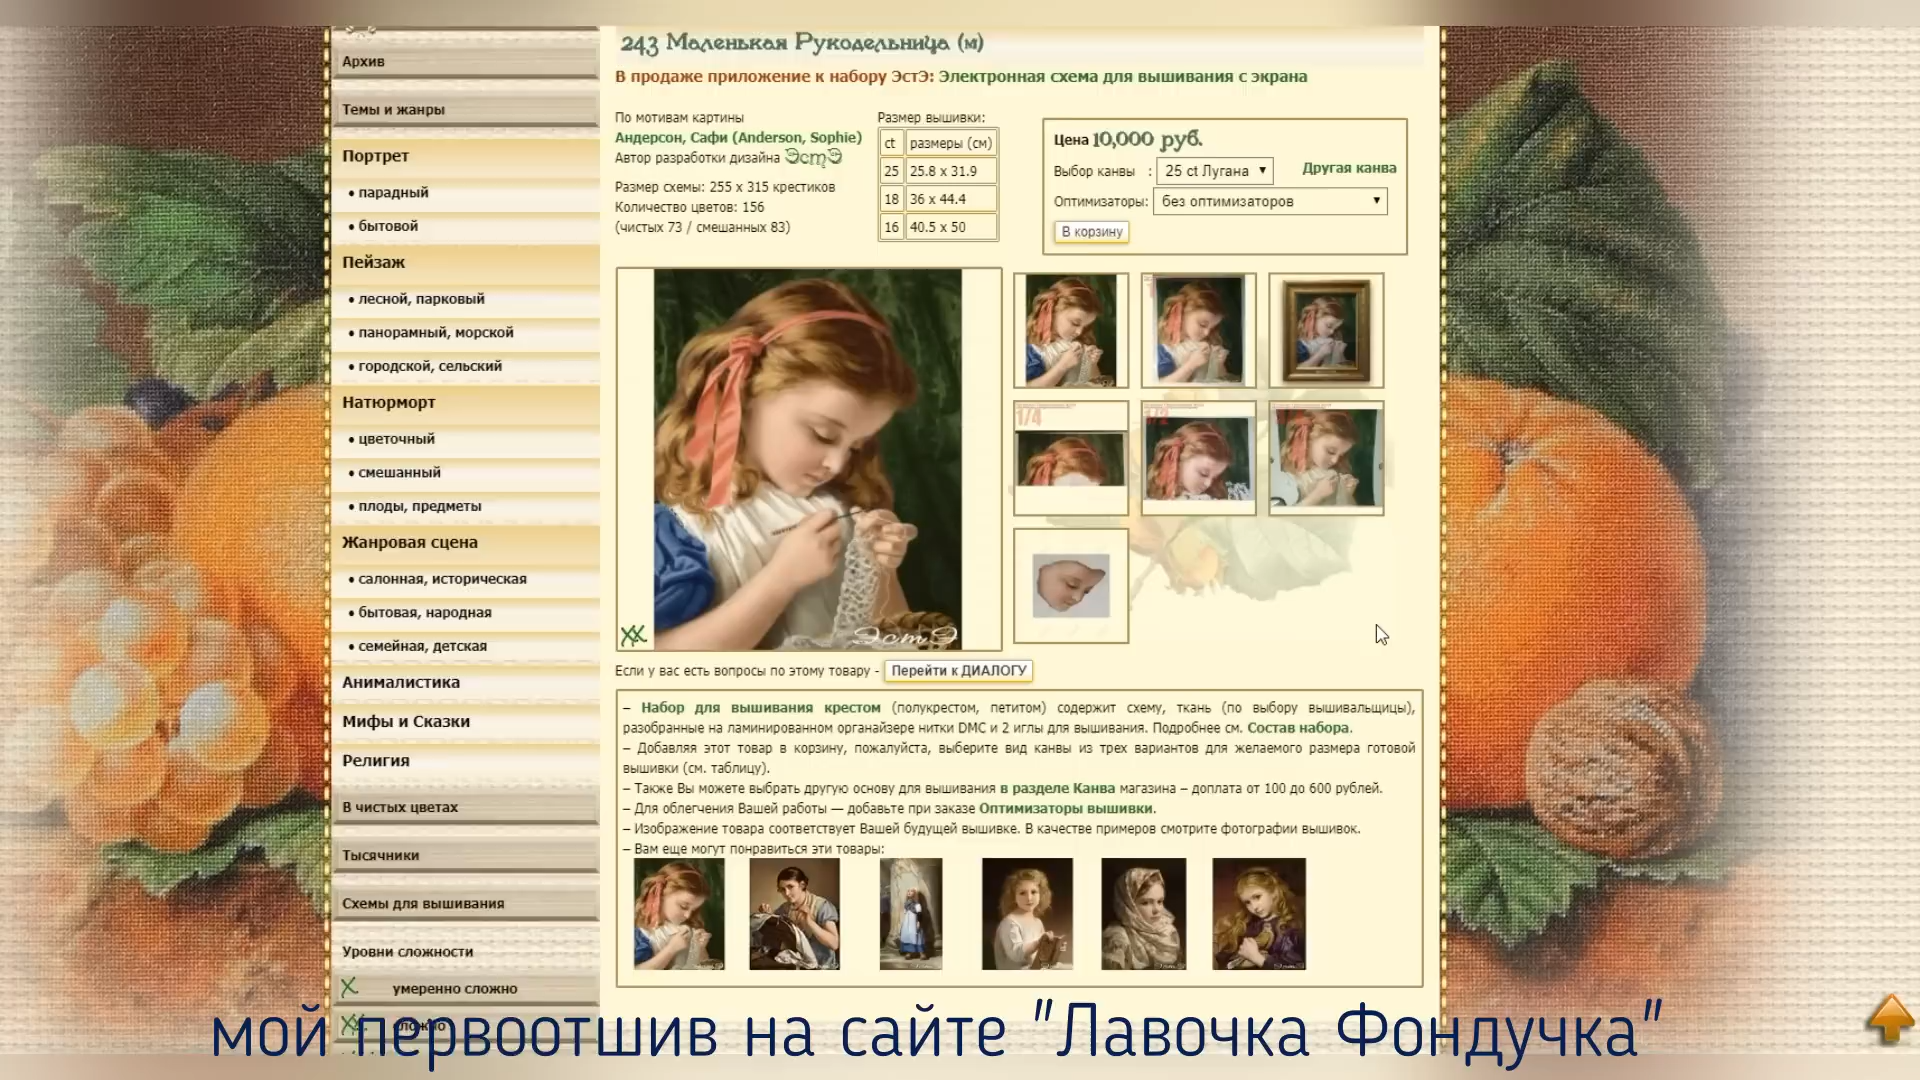 Архив
Темы и жанры
Портрет
• парадный
• бытовой
Пейзаж
• лесной, парковый
• панорамный, морской
• городской, сельский
Натюрморт
• цветочный
• смешанный
• плоды, предметы
Жанровая сцена
• салонная, историческая
• бытовая, народная
• семейная, детская
Анималистика
Мифы и Сказки
Религия
В чистых цветах
Тысячники
Схемы для вышивания
Уровни сложности
умеренно сложно
сложно
243 Маленькая Рукодельница (м)
В продаже приложение к набору ЭстЭ: Электронная схема для вышивания с экрана
По мотивам картины
Андерсон, Сафи (Anderson, Sophie)
Автор разработки дизайна ЭстЭ
Размер схемы: 255 x 315 крестиков
Количество цветов: 156
(чистых 73 / смешанных 83)
Размер вышивки:
ct размеры (см)
25 25.8 x 31.9
18 36 x 44.4
16 40.5 x 50
Цена 10,000 руб.
Выбор канвы : 25 ct Лугана Другая канва
Оптимизаторы: без оптимизаторов
В корзину
1/4
1/2
ЭстЭ
Если у вас есть вопросы по этому товару - Перейти к ДИАЛОГУ
– Набор для вышивания крестом (полукрестом, петитом) содержит схему, ткань (по выбору вышивальщицы),
разобранные на ламинированном органайзере нитки DMC и 2 иглы для вышивания. Подробнее см. Состав набора.
– Добавляя этот товар в корзину, пожалуйста, выберите вид канвы из трех вариантов для желаемого размера готовой
вышивки (см. таблицу).
– Также Вы можете выбрать другую основу для вышивания в разделе Канва магазина – доплата от 100 до 600 рублей.
– Для облегчения Вашей работы — добавьте при заказе Оптимизаторы вышивки.
– Изображение товара соответствует Вашей будущей вышивке. В качестве примеров смотрите фотографии вышивок.
– Вам еще могут понравиться эти товары:
мой первоотшив на сайте "Лавочка Фондучка"